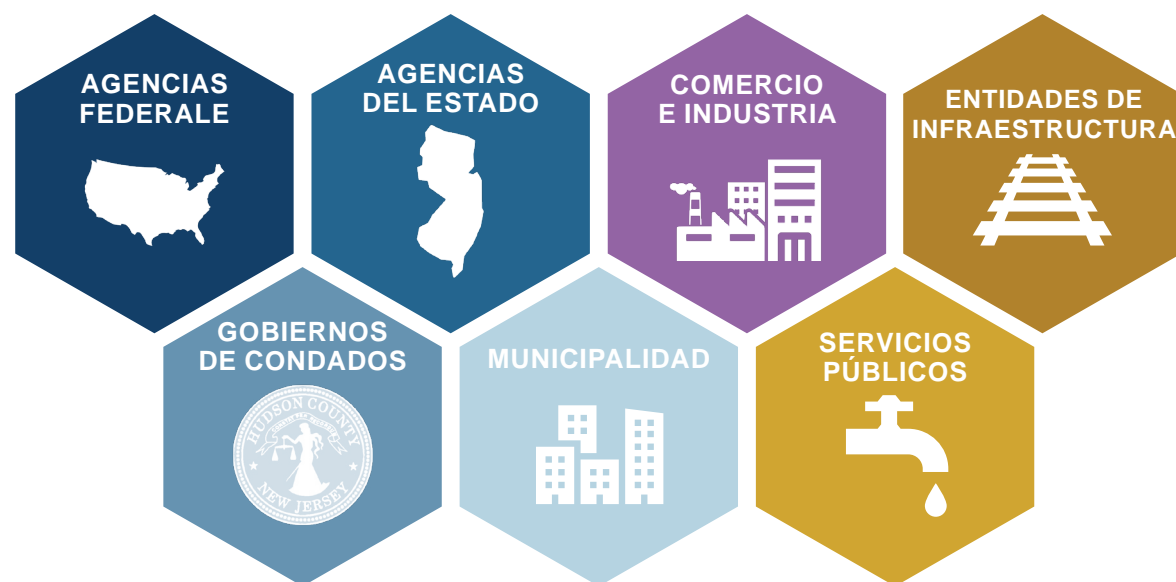 AGENCIAS
FEDERALE
AGENCIAS
DEL ESTADO
COMERCIO
E INDUSTRIA
ENTIDADES DE
INFRAESTRUCTURA
GOBIERNOS
DE CONDADOS
HUDSON COUNTY
NEW JERSEY
MUNICIPALIDAD
SERVICIOS
PÚBLICOS